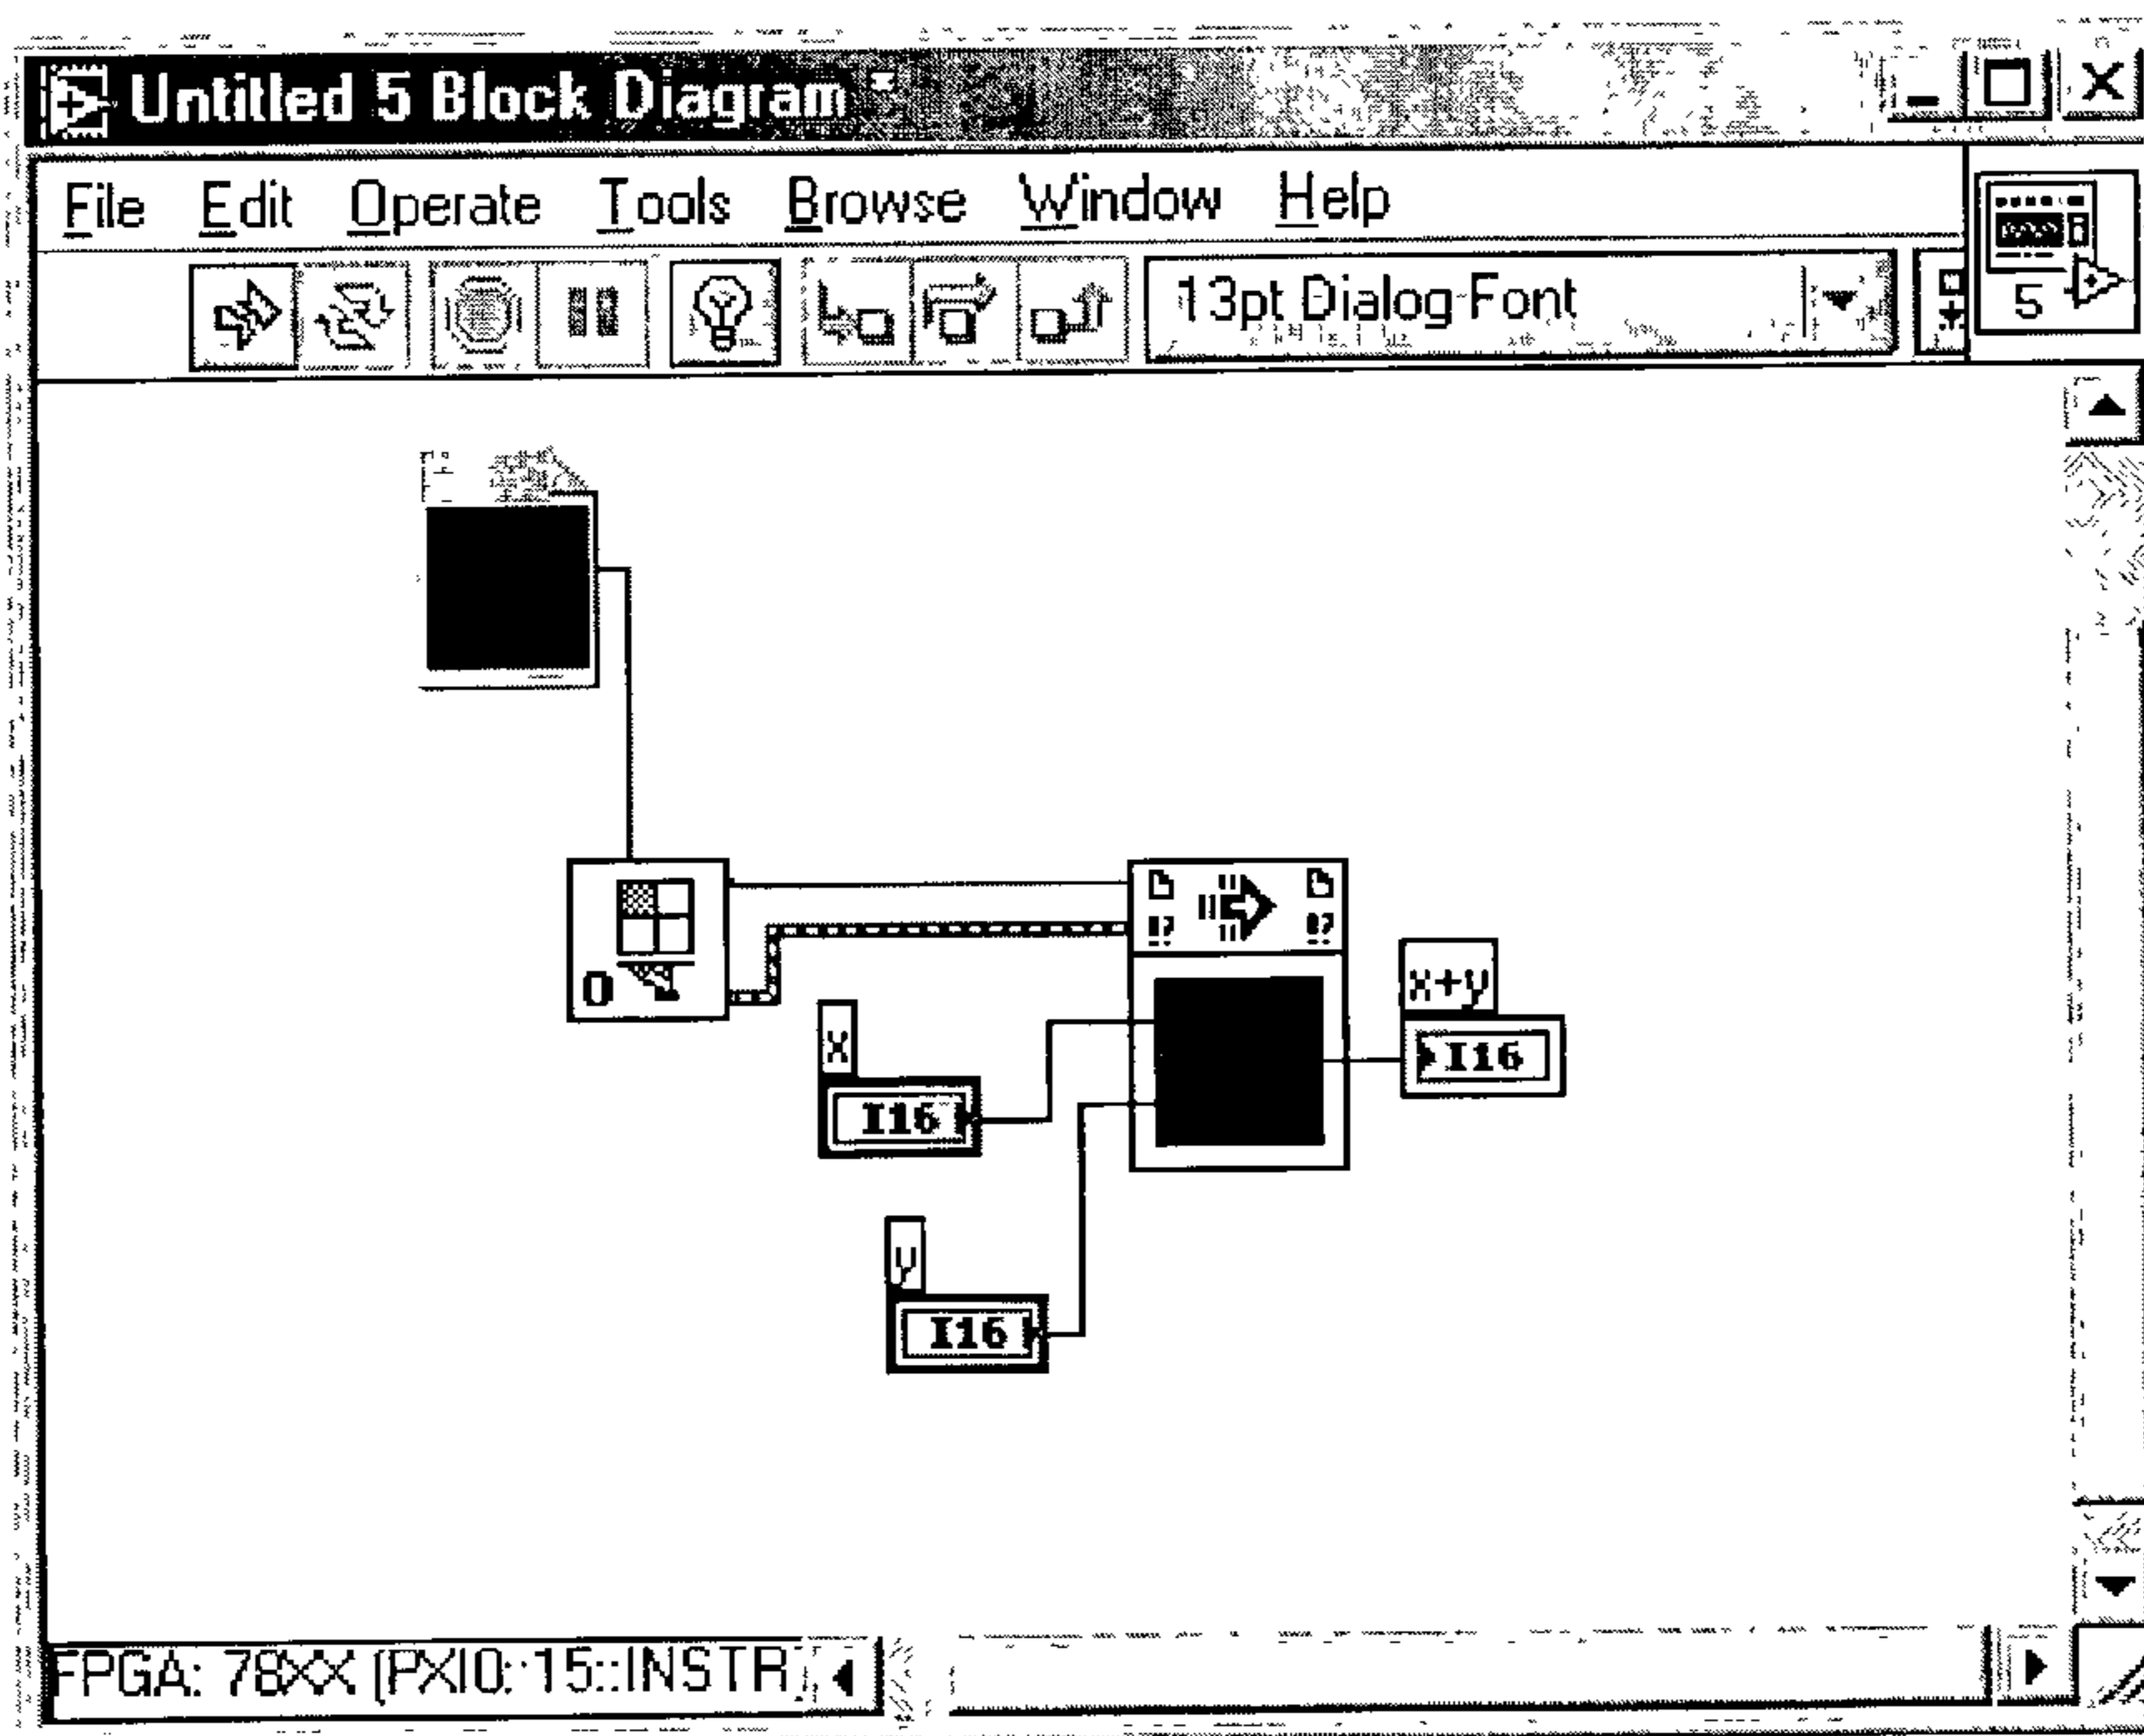 Untitled 5 Block Diagram *
File Edit Operate Tools Browse Window Help
13pt Dialog Font
5
0
!? !?
x+y
I16
x
I16
y
I16
FPGA: 78XX (PXI0::15::INSTR)